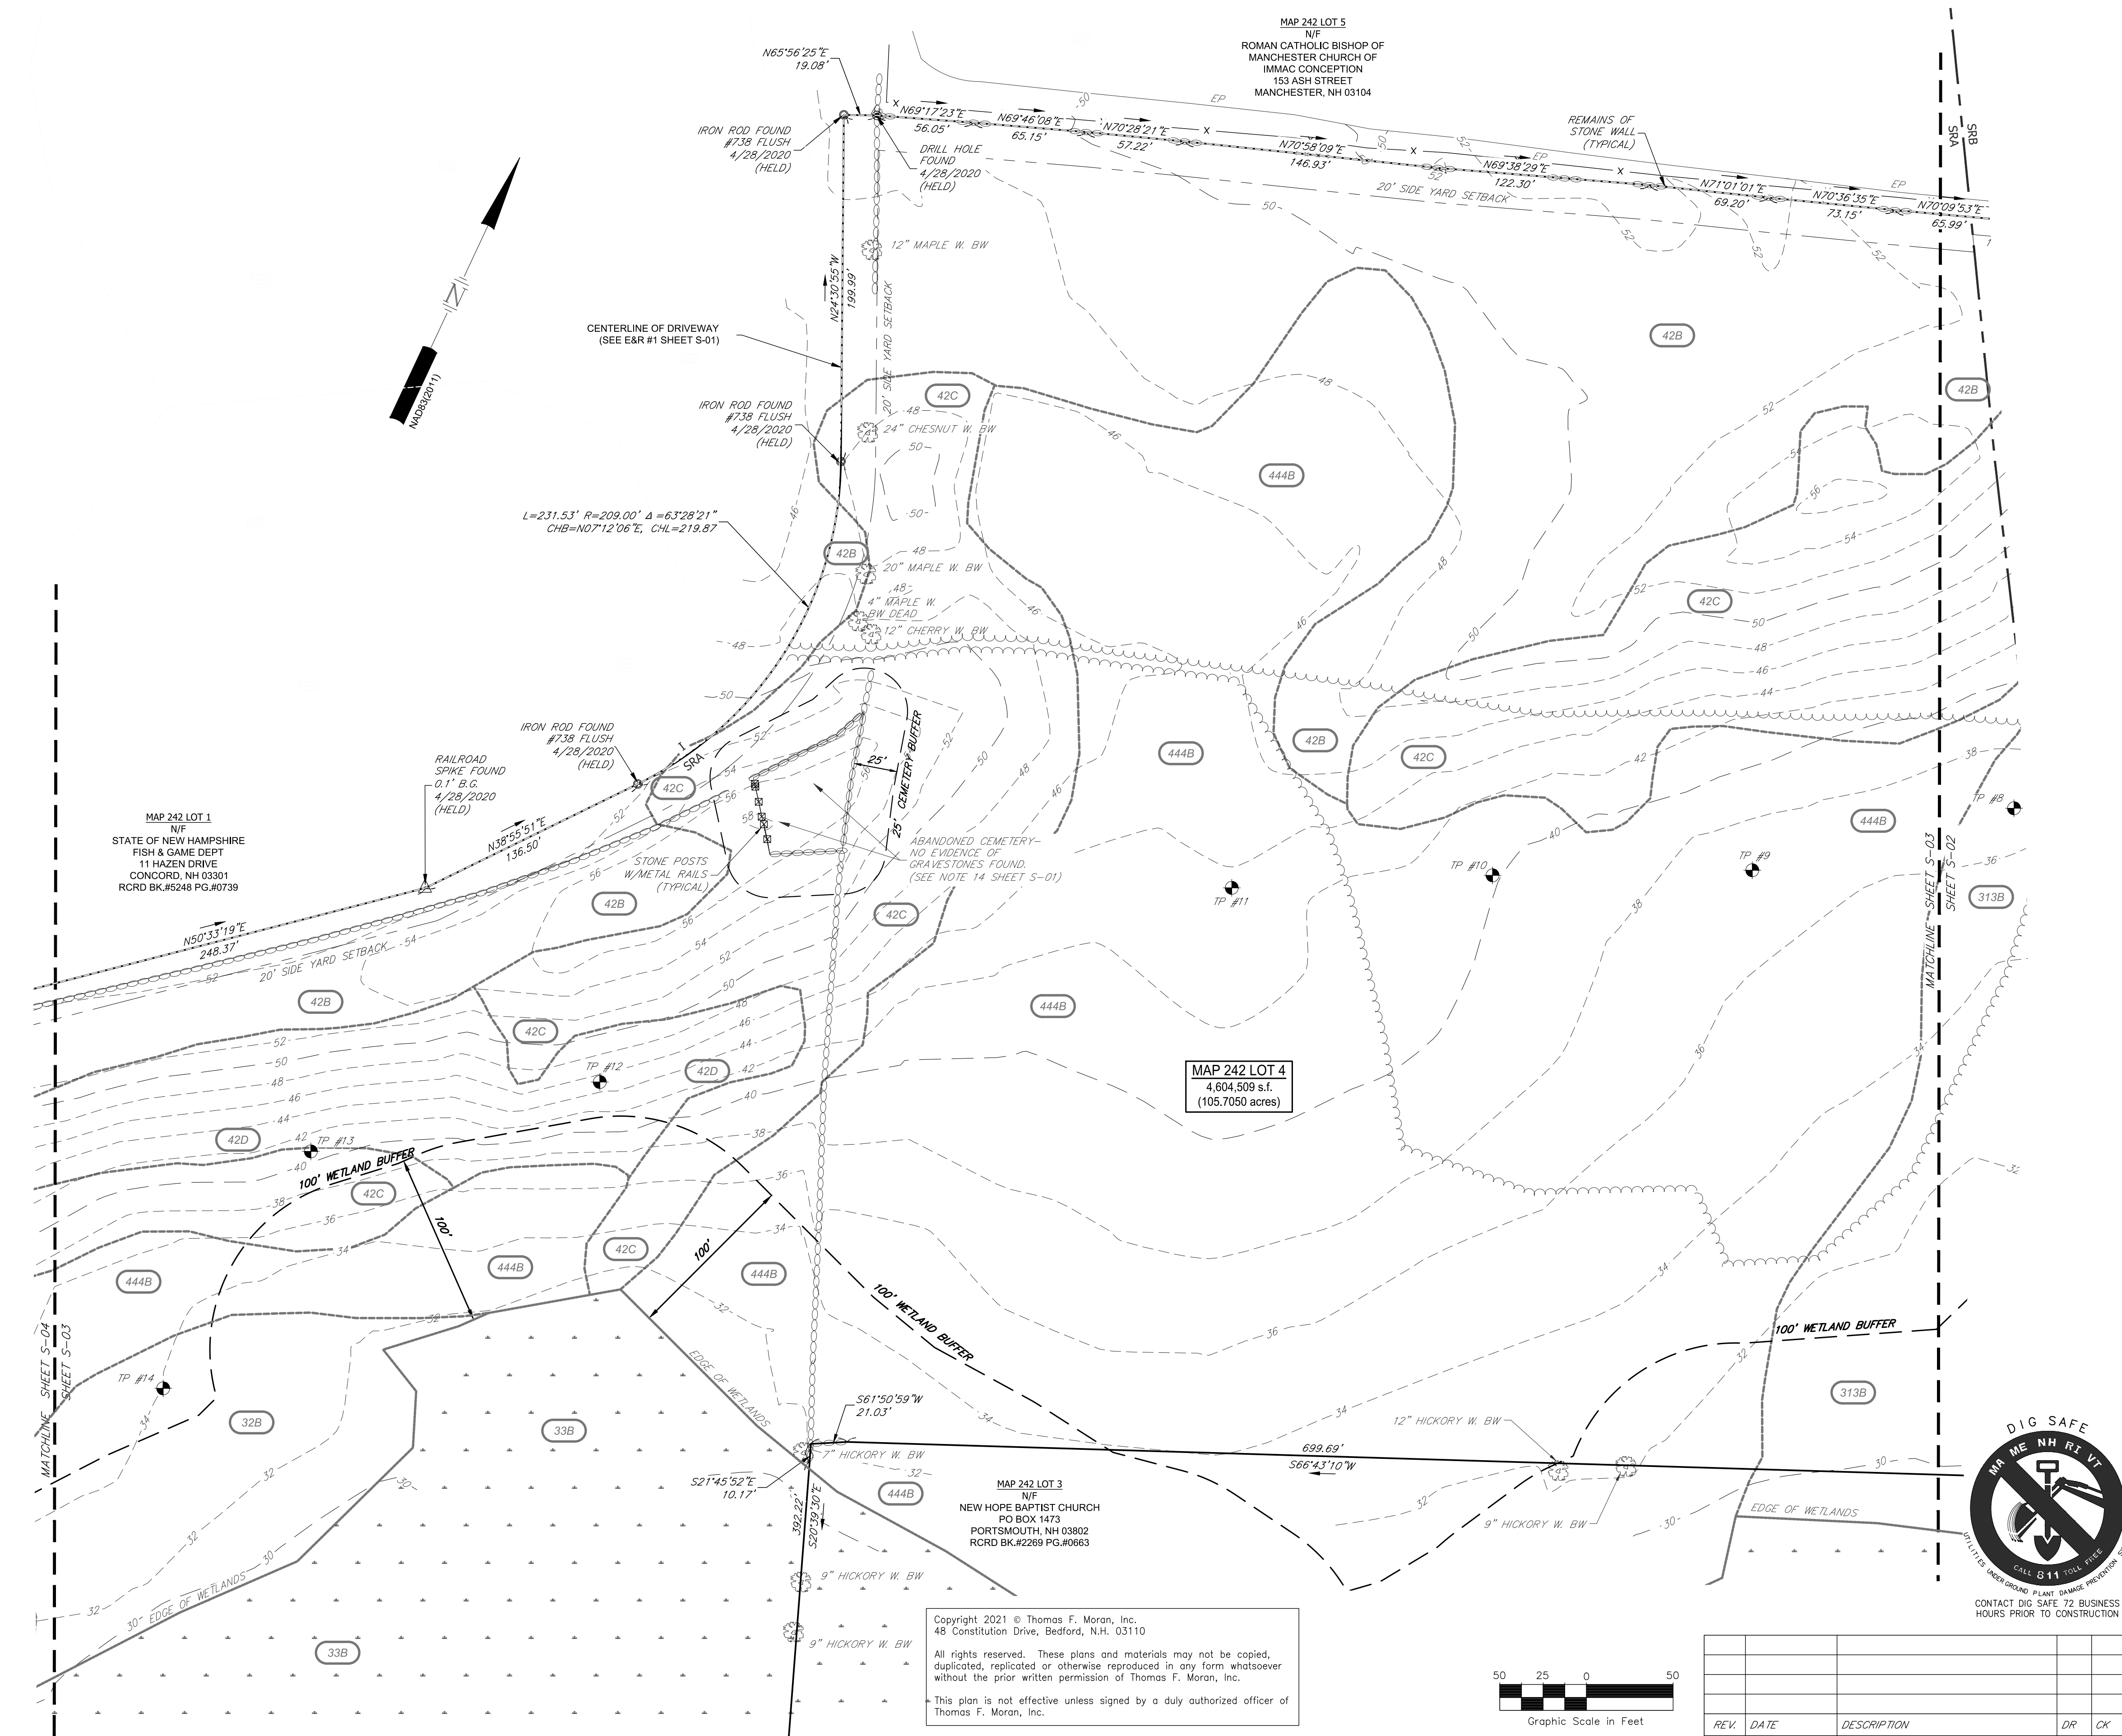 MAP 242 LOT 5
N/F
ROMAN CATHOLIC BISHOP OF
MANCHESTER CHURCH OF
IMMAC CONCEPTION
153 ASH STREET
MANCHESTER, NH 03104
N65°56'25"E
19.08'
IRON ROD FOUND
#738 FLUSH
4/28/2020
(HELD)
DRILL HOLE
FOUND
4/28/2020
(HELD)
N69°17'23"E
56.05'
N69°46'08"E
65.15'
N70°28'21"E
57.22'
N70°58'09"E
146.93'
N69°38'29"E
122.30'
N71°01'01"E
69.20'
N70°36'35"E
73.15'
N70°09'53"E
65.99'
EP
EP
EP
REMAINS OF
STONE WALL
(TYPICAL)
20' SIDE YARD SETBACK
SRA
SRB
NAD83(2011)
N
12" MAPLE W. BW
N24°30'55"W
199.99'
20' SIDE YARD SETBACK
CENTERLINE OF DRIVEWAY
(SEE E&R #1 SHEET S-01)
IRON ROD FOUND
#738 FLUSH
4/28/2020
(HELD)
24" CHESNUT W. BW
L=231.53' R=209.00' Δ =63°28'21"
CHB=N07°12'06"E, CHL=219.87
20" MAPLE W. BW
4" MAPLE W.
BW DEAD
12" CHERRY W. BW
42B
42B
42C
444B
42B
42C
444B
42B
42C
444B
313B
IRON ROD FOUND
#738 FLUSH
4/28/2020
(HELD)
SRA
RAILROAD
SPIKE FOUND
0.1' B.G.
4/28/2020
(HELD)
MAP 242 LOT 1
N/F
STATE OF NEW HAMPSHIRE
FISH & GAME DEPT
11 HAZEN DRIVE
CONCORD, NH 03301
RCRD BK.#5248 PG.#0739
N38°55'51"E
136.50'
N50°33'19"E
248.37'
20' SIDE YARD SETBACK
25'
25' CEMETERY BUFFER
STONE POSTS
W/METAL RAILS
(TYPICAL)
ABANDONED CEMETERY-
NO EVIDENCE OF
GRAVESTONES FOUND.
(SEE NOTE 14 SHEET S-01)
42C
42B
42C
42B
42C
42D
444B
TP #8
TP #9
TP #10
TP #11
TP #12
TP #13
TP #14
MATCHLINE SHEET S-03
SHEET S-02
MAP 242 LOT 4
4,604,509 s.f.
(105.7050 acres)
42D
100' WETLAND BUFFER
42C
100'
100'
444B
444B
42C
444B
MATCHLINE SHEET S-04
SHEET S-03
32B
33B
EDGE OF WETLANDS
100' WETLAND BUFFER
S61°50'59"W
21.03'
7" HICKORY W. BW
S21°45'52"E
10.17'
392.22'
S20°39'30"E
444B
MAP 242 LOT 3
N/F
NEW HOPE BAPTIST CHURCH
PO BOX 1473
PORTSMOUTH, NH 03802
RCRD BK.#2269 PG.#0663
699.69'
S66°43'10"W
12" HICKORY W. BW
9" HICKORY W. BW
100' WETLAND BUFFER
313B
EDGE OF WETLANDS
9" HICKORY W. BW
9" HICKORY W. BW
EDGE OF WETLANDS
33B
Copyright 2021 © Thomas F. Moran, Inc.
48 Constitution Drive, Bedford, N.H. 03110
All rights reserved. These plans and materials may not be copied,
duplicated, replicated or otherwise reproduced in any form whatsoever
without the prior written permission of Thomas F. Moran, Inc.
This plan is not effective unless signed by a duly authorized officer of
Thomas F. Moran, Inc.
50 25 0 50
Graphic Scale in Feet
DIG SAFE
MA ME NH RI VT
CALL 811 TOLL FREE
UTILITIES UNDERGROUND PLANT DAMAGE PREVENTION
CONTACT DIG SAFE 72 BUSINESS
HOURS PRIOR TO CONSTRUCTION
REV. DATE DESCRIPTION DR CK